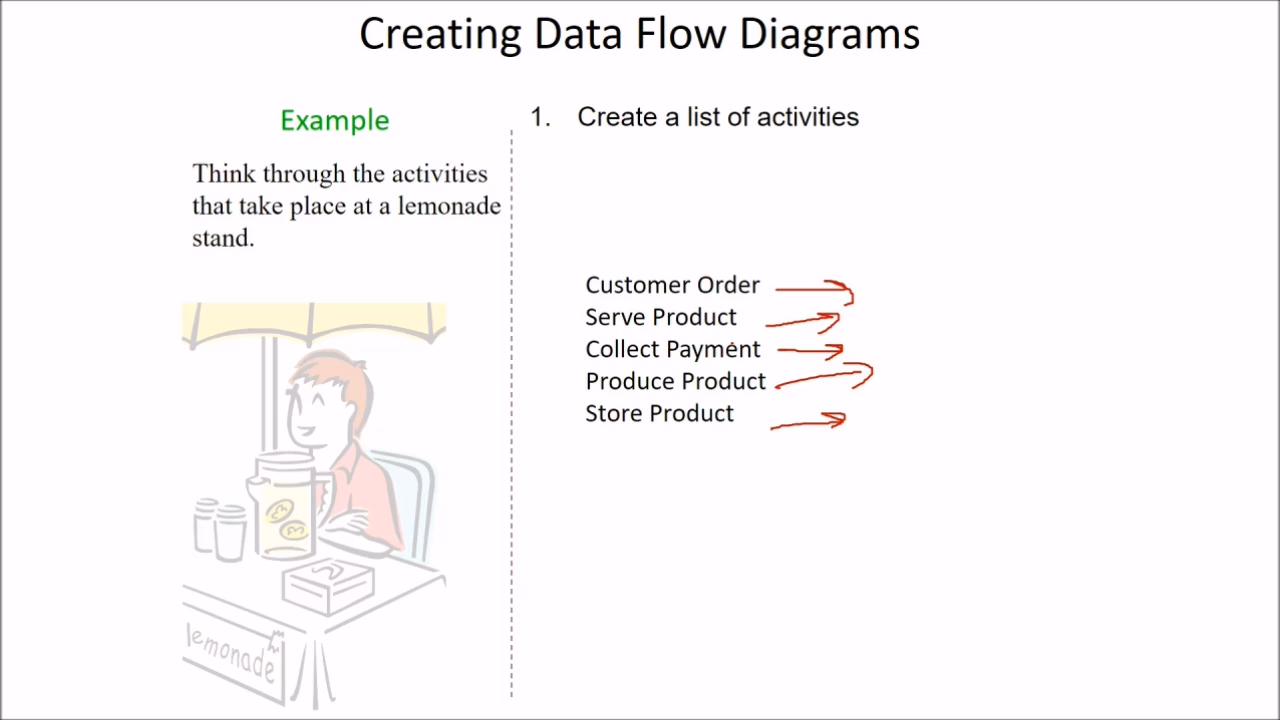 Creating Data Flow Diagrams
Example
Think through the activities
that take place at a lemonade
stand.
lemonade
1. Create a list of activities
Customer Order
Serve Product
Collect Payment
Produce Product
Store Product